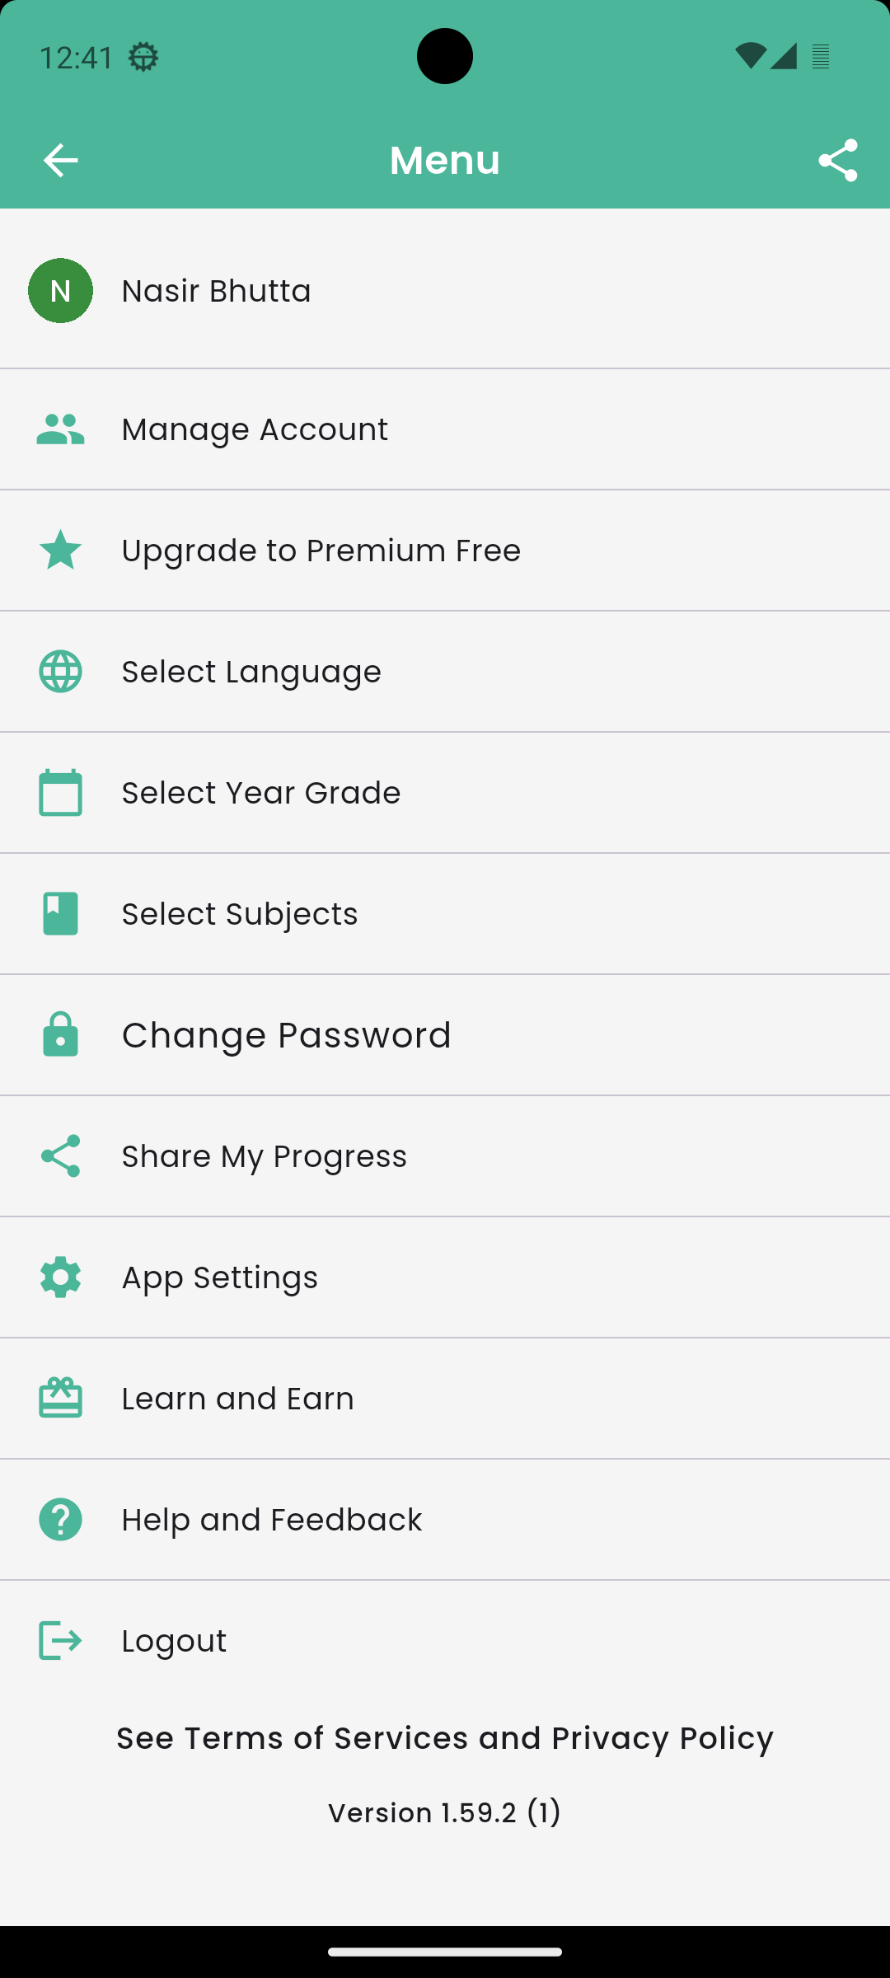 12:41
Menu
N
Nasir Bhutta
Manage Account
Upgrade to Premium Free
Select Language
Select Year Grade
Select Subjects
Change Password
Share My Progress
App Settings
Learn and Earn
Help and Feedback
Logout
See Terms of Services and Privacy Policy
Version 1.59.2 (1)